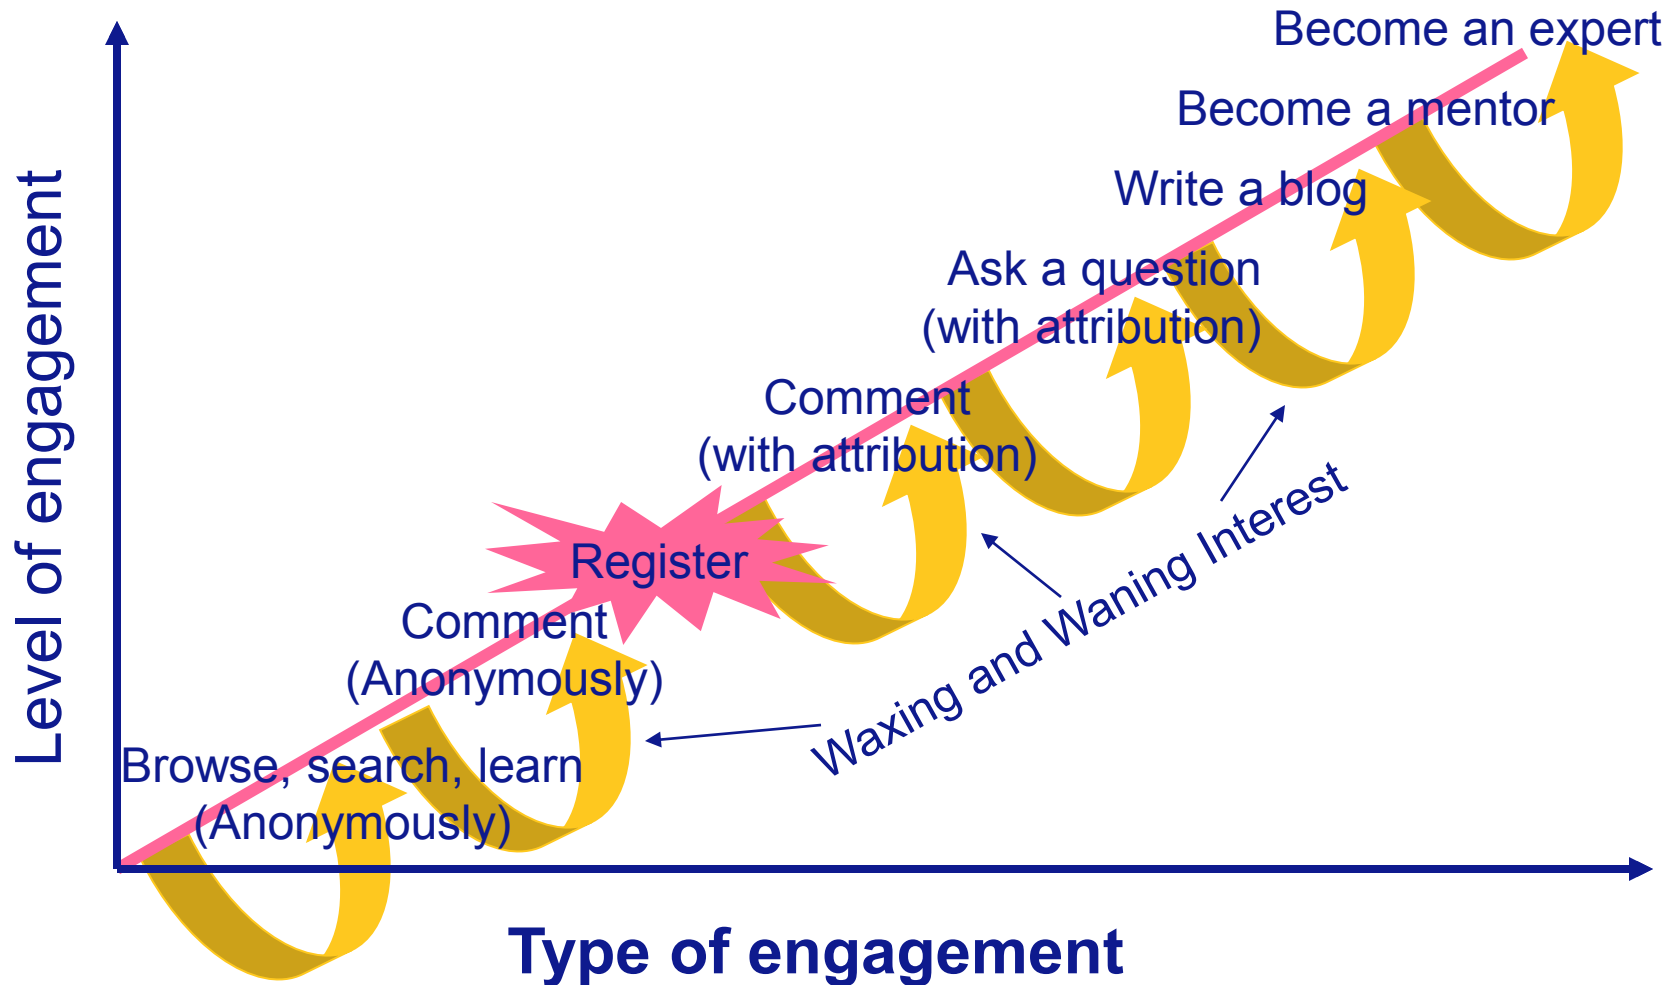 Become an expert
Become a mentor
Write a blog
Ask a question
(with attribution)
Comment
(with attribution)
Register
Comment
(Anonymously)
Browse, search, learn
(Anonymously)
Waxing and Waning Interest
Level of engagement
Type of engagement